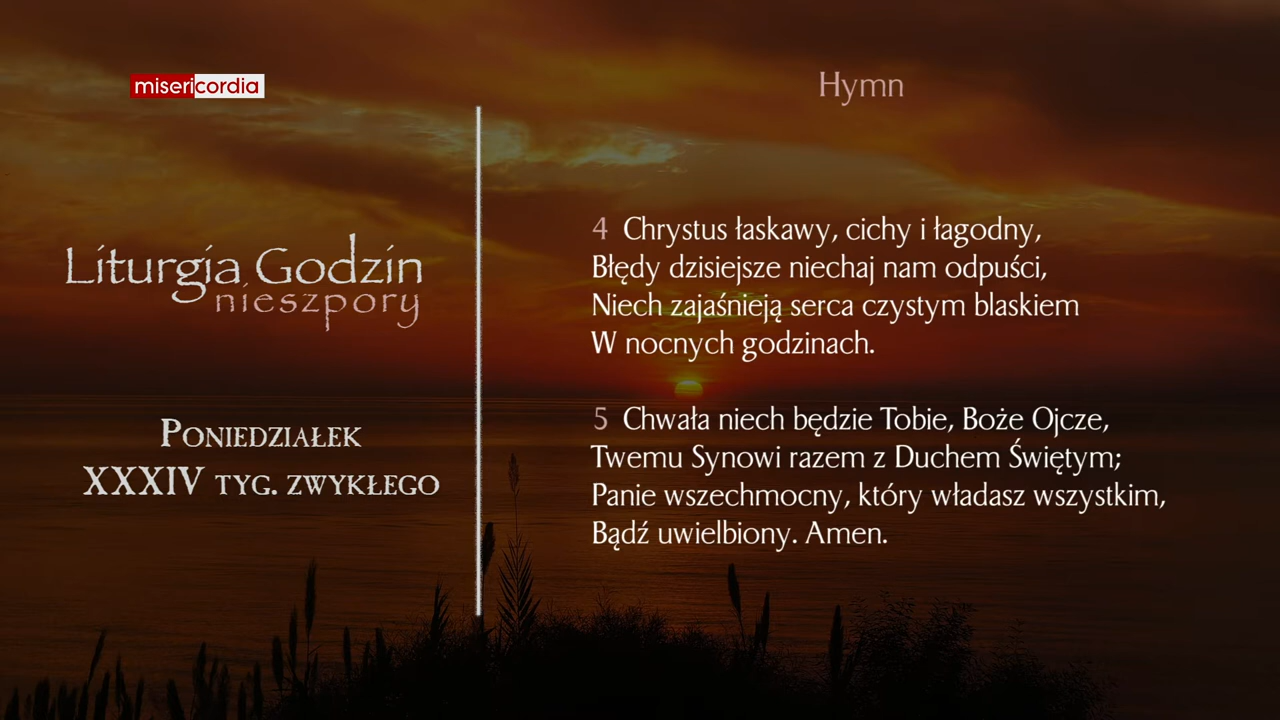 misericordia
Liturgia Godzin
nieszpory
Poniedziałek
XXXIV tyg. zwykłego
Hymn
4 Chrystus łaskawy, cichy i łagodny,
Błędy dzisiejsze niechaj nam odpuści,
Niech zajaśnieją serca czystym blaskiem
W nocnych godzinach.
5 Chwała niech będzie Tobie, Boże Ojcze,
Twemu Synowi razem z Duchem Świętym;
Panie wszechmocny, który władasz wszystkim,
Bądź uwielbiony. Amen.